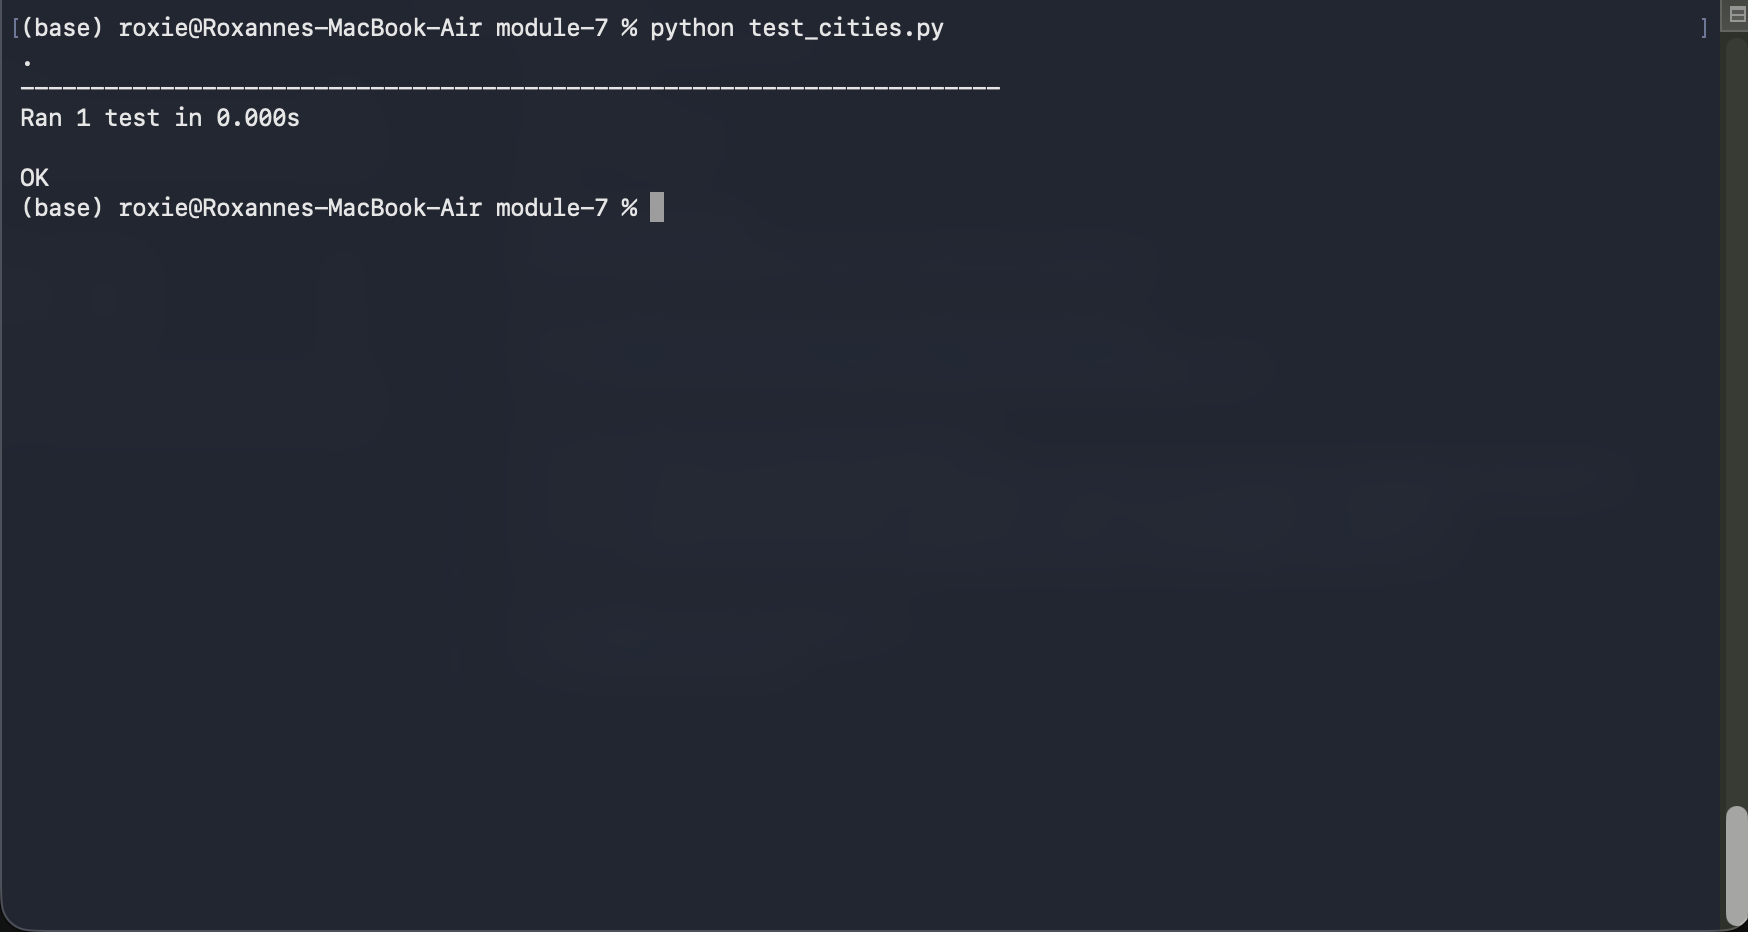 [(base) roxie@Roxannes-MacBook-Air module-7 % python test_cities.py ]
.
----------------------------------------------------------------------
Ran 1 test in 0.000s

OK
(base) roxie@Roxannes-MacBook-Air module-7 %